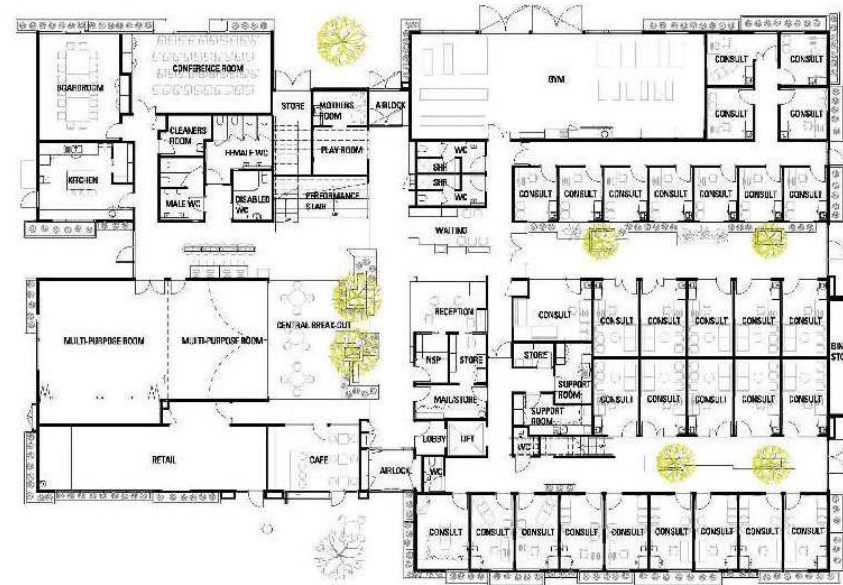 CONFERENCE ROOM
BOARDROOM
STORE
MOTHERS
ROOM
AIRLOCK
GYM
CONSULT
CONSULT
CONSULT
CONSULT
CLEANERS
ROOM
FEMALE WC
PLAY ROOM
WC
SHR
SHR
WC
KITCHEN
MALE WC
DISABLED
WC
PERFORMANCE
STAIR
CONSULT
CONSULT
CONSULT
CONSULT
CONSULT
CONSULT
CONSULT
WAITING
RECEPTION
CONSULT
CONSULT
CONSULT
CONSULT
CONSULT
CONSULT
MULTI-PURPOSE ROOM
MULTI-PURPOSE ROOM
CENTRAL BREAK-OUT
NSP
STORE
STORE
SUPPORT
ROOM
BIN
STO
MAIL/STORE
SUPPORT
ROOM
CONSULT
CONSULT
CONSULT
CONSULT
CONSULT
RETAIL
CAFE
LOBBY
LIFT
WC
AIRLOCK
WC
CONSULT
CONSULT
CONSULT
CONSULT
CONSULT
CONSULT
CONSULT
CONSULT
CONSULT